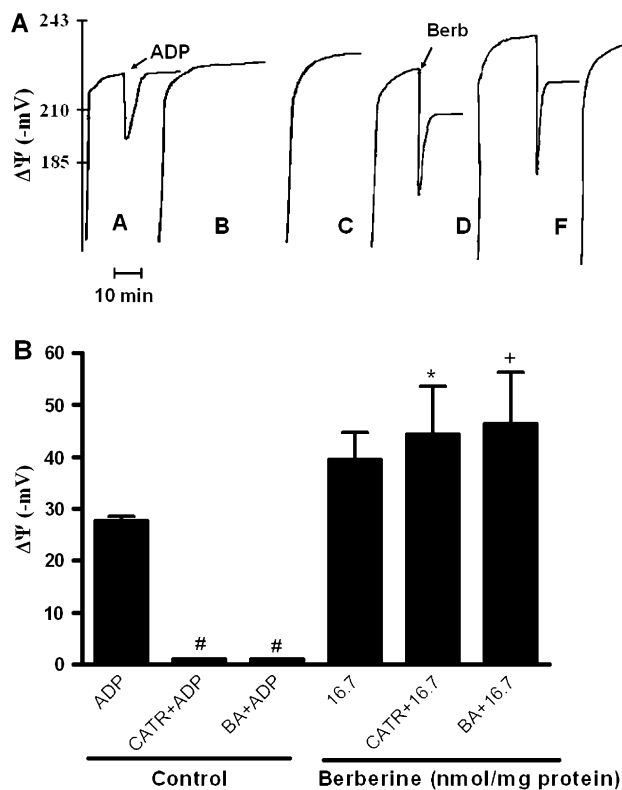 A
243
210
185
ΔΨ (-mV)
ADP
Berb
A
B
C
D
F
10 min
B
60
50
40
30
20
10
0
ΔΨ (-mV)
#
#
*
+
ADP
CATR+ADP
BA+ADP
16.7
CATR+16.7
BA+16.7
Control
Berberine (nmol/mg protein)